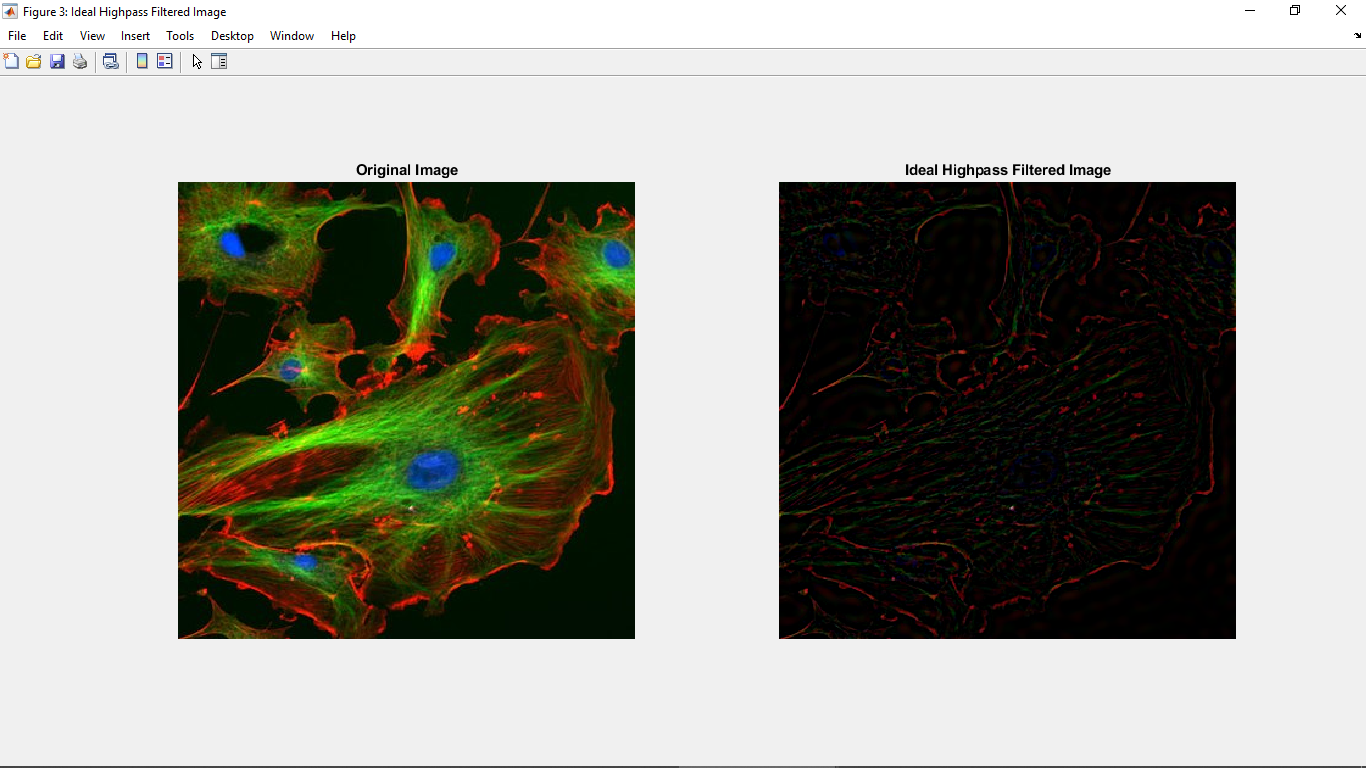 Figure 3: Ideal Highpass Filtered Image
File Edit View Insert Tools Desktop Window Help
Original Image
Ideal Highpass Filtered Image